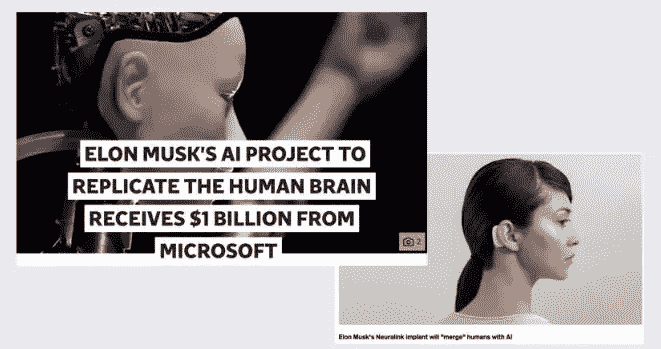 ELON MUSK'S AI PROJECT TO
REPLICATE THE HUMAN BRAIN
RECEIVES $1 BILLION FROM
MICROSOFT
2
Elon Musk's Neuralink implant will "merge" humans with AI